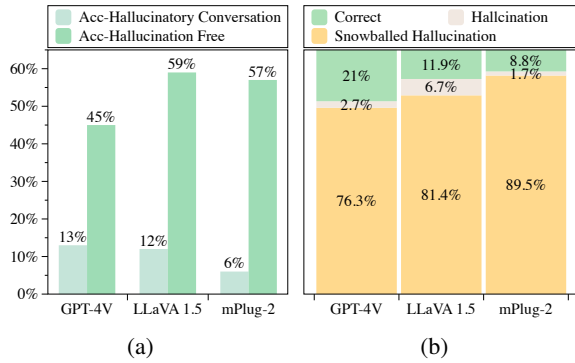 Acc-Hallucinatory Conversation
Acc-Hallucination Free
60%
50%
40%
30%
20%
10%
0%
13%
45%
12%
59%
6%
57%
GPT-4V LLaVA 1.5 mPlug-2
(a)
Correct Hallcination
Snowballed Hallucination
21% 11.9% 8.8%
2.7% 6.7% 1.7%
76.3% 81.4% 89.5%
GPT-4V LLaVA 1.5 mPlug-2
(b)